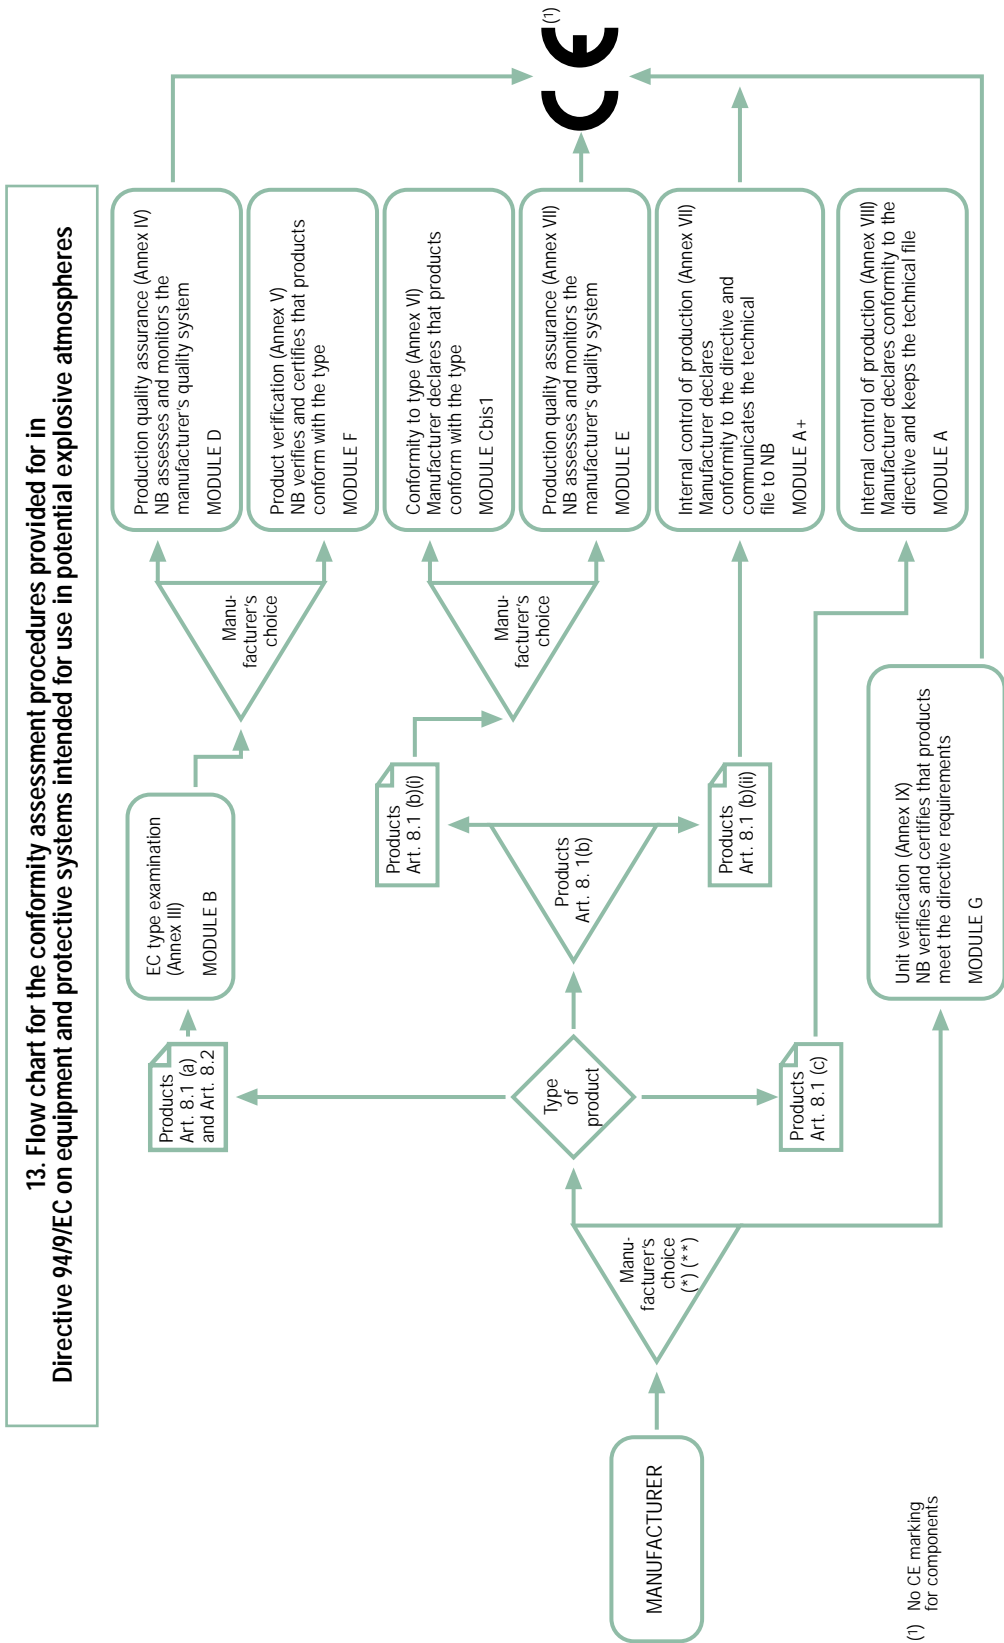 13. Flow chart for the conformity assessment procedures provided for in
Directive 94/9/EC on equipment and protective systems intended for use in potential explosive atmospheres
MANUFACTURER
Manu-
facturer's
choice
(*) (**)
Type
of
product
Products
Art. 8.1 (a)
and Art. 8.2
EC type examination
(Annex III)
MODULE B
Manu-
facturer's
choice
Production quality assurance (Annex IV)
NB assesses and monitors the
manufacturer's quality system
MODULE D
Product verification (Annex V)
NB verifies and certifies that products
conform with the type
MODULE F
Products
Art. 8. 1(b)
Products
Art. 8.1 (b)(i)
Manu-
facturer's
choice
Conformity to type (Annex VI)
Manufacturer declares that products
conform with the type
MODULE Cbis1
Production quality assurance (Annex VII)
NB assesses and monitors the
manufacturer's quality system
MODULE E
Products
Art. 8.1 (b)(ii)
Internal control of production (Annex VII)
Manufacturer declares
conformity to the directive and
communicates the technical
file to NB
MODULE A+
Products
Art. 8.1 (c)
Internal control of production (Annex VIII)
Manufacturer declares conformity to the
directive and keeps the technical file
MODULE A
Unit verification (Annex IX)
NB verifies and certifies that products
meet the directive requirements
MODULE G
CE (1)
(1) No CE marking
for components